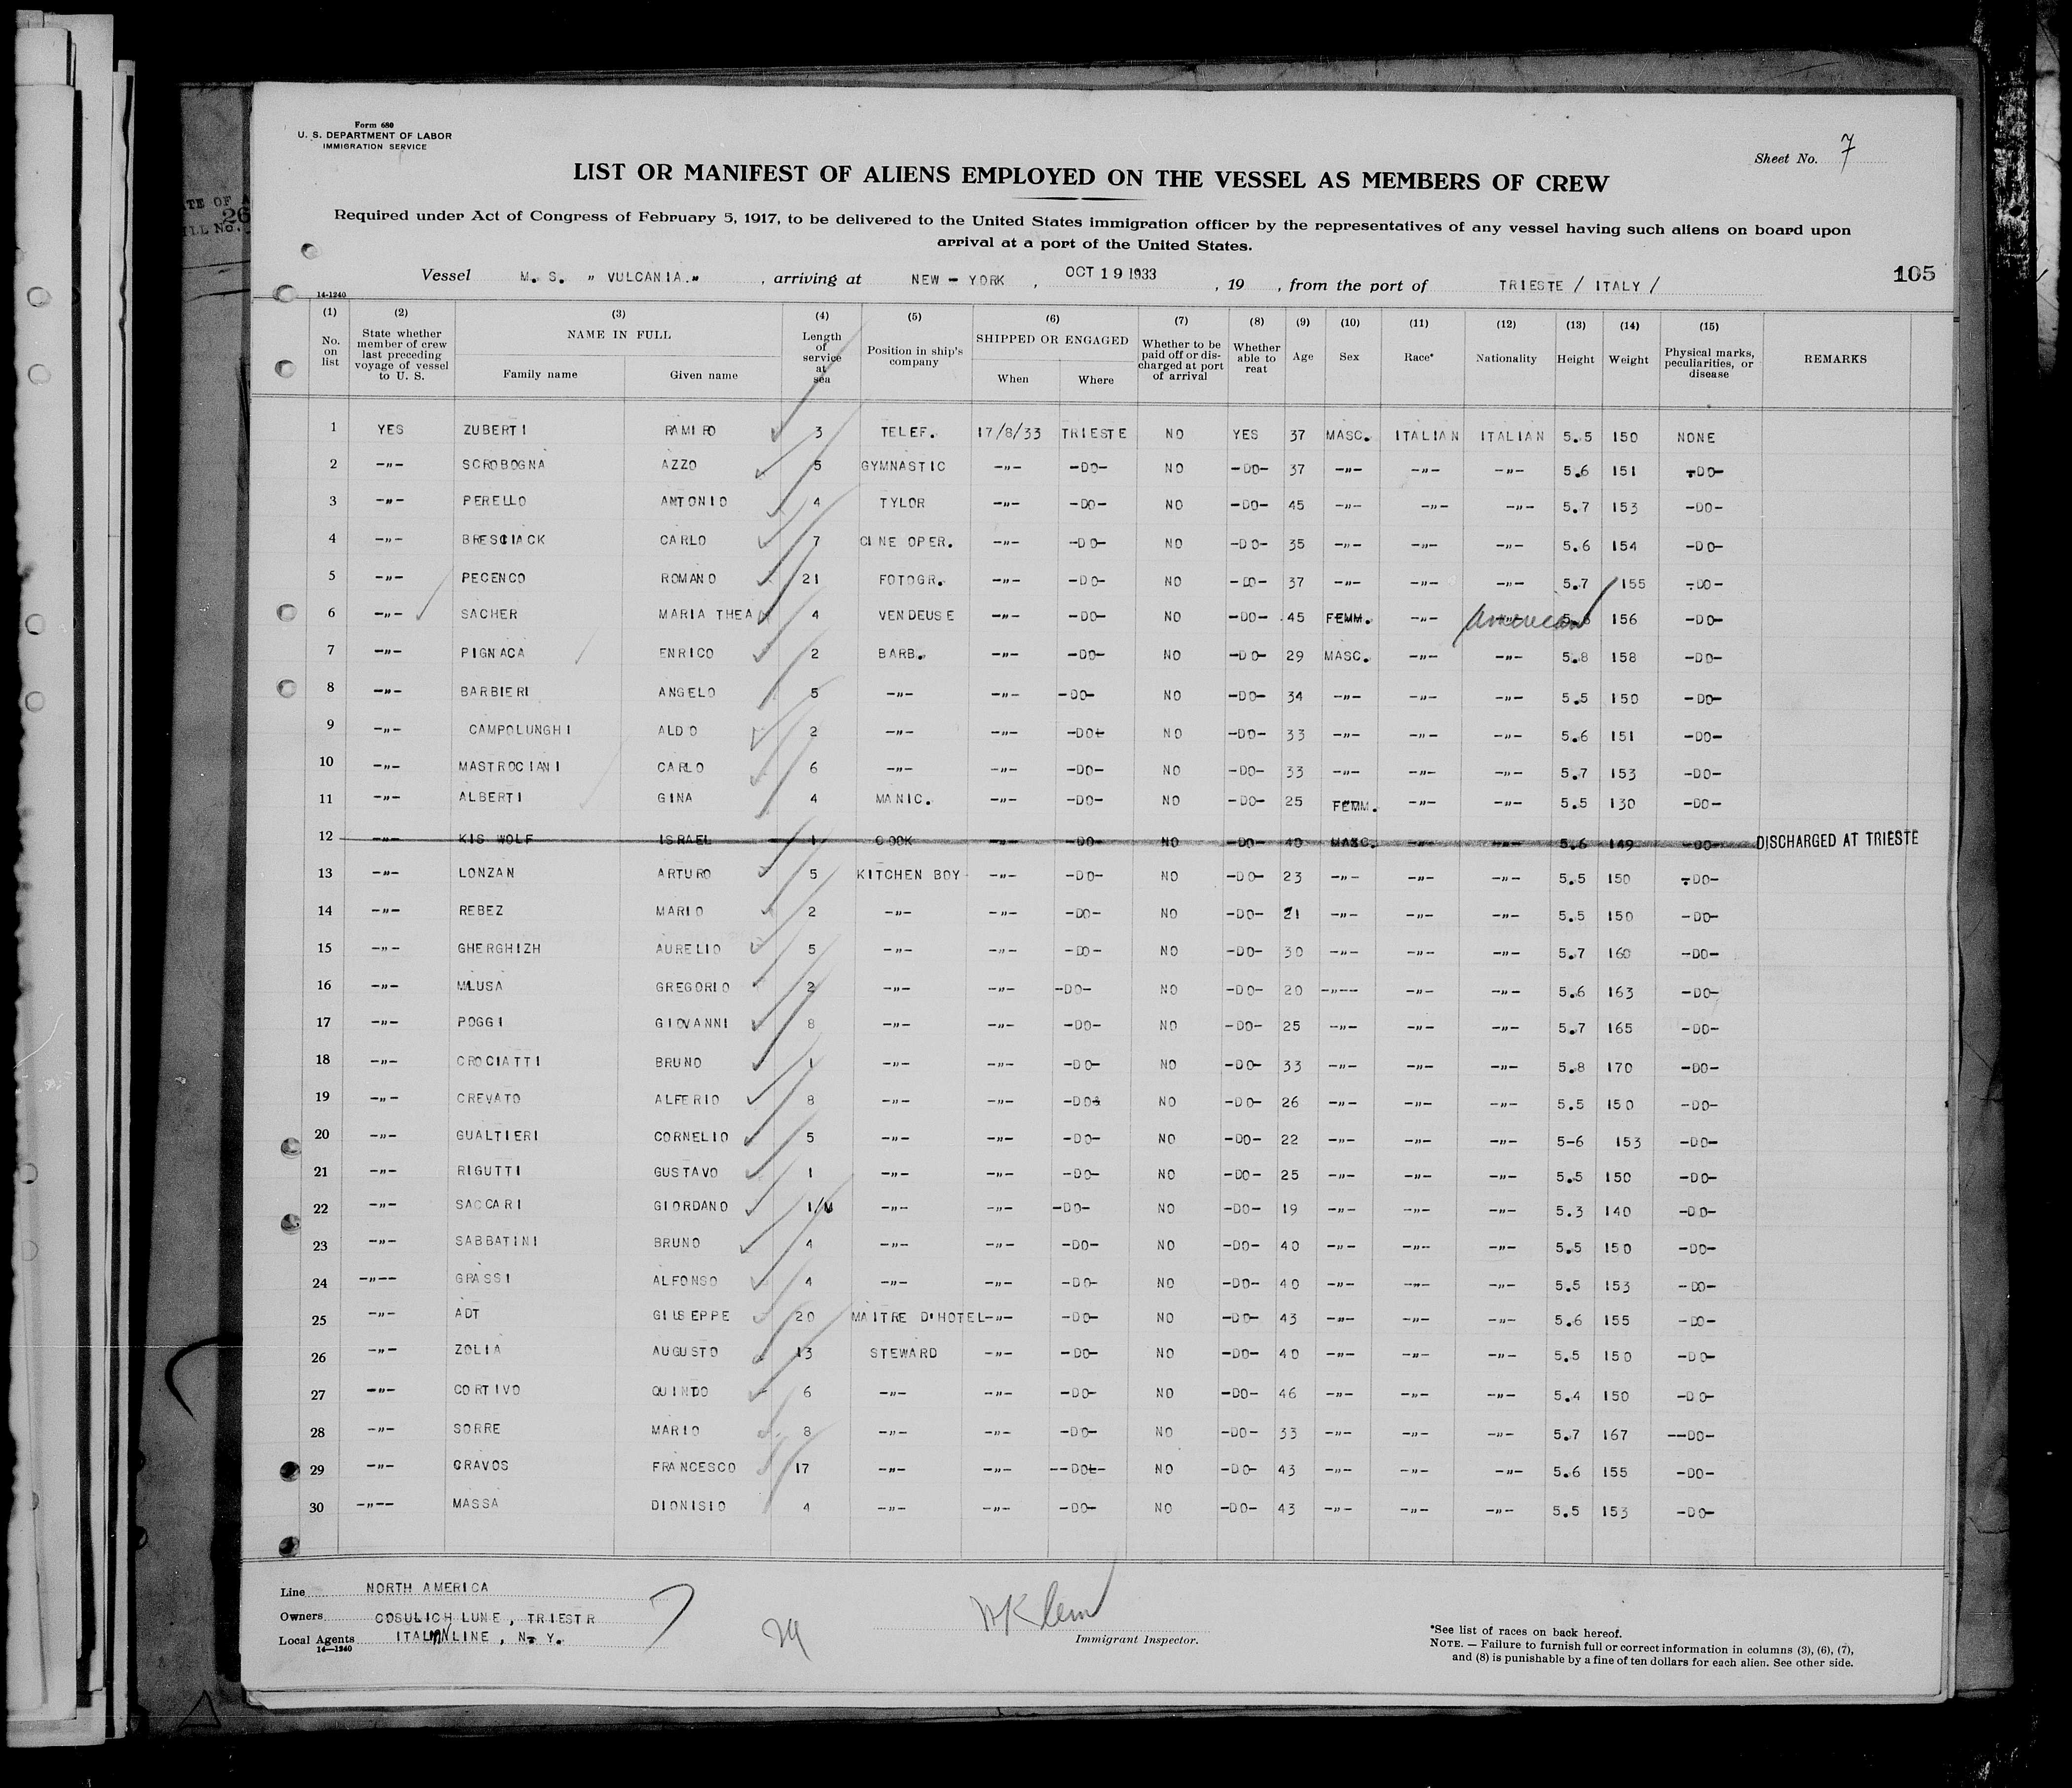 Form 680
U. S. DEPARTMENT OF LABOR
IMMIGRATION SERVICE
Sheet No. 7
LIST OR MANIFEST OF ALIENS EMPLOYED ON THE VESSEL AS MEMBERS OF CREW
Required under Act of Congress of February 5, 1917, to be delivered to the United States immigration officer by the representatives of any vessel having such aliens on board upon
arrival at a port of the United States.
Vessel M. S. " VULCANIA." , arriving at NEW - YORK , OCT 19 1933 , 19 , from the port of TRIESTE / ITALY /
105
14-1240
(1) No. on list (2) State whether member of crew last preceding voyage of vessel to U. S. (3) NAME IN FULL Family name Given name (4) Length of service at sea (5) Position in ship's company (6) SHIPPED OR ENGAGED When Where (7) Whether to be paid off or discharged at port of arrival (8) Whether able to reat (9) Age (10) Sex (11) Race* (12) Nationality (13) Height (14) Weight (15) Physical marks, peculiarities, or disease REMARKS
1 YES ZUBERTI RAMIRO 3 TELEF. 17/8/33 TRIESTE NO YES 37 MASC. ITALIAN ITALIAN 5.5 150 NONE
2 -"- SCROBOGNA AZZO 5 GYMNASTIC -"- -DO- NO -DO- 37 -"- -"- -"- 5.6 151 -DO-
3 -"- PERELLO ANTONIO 4 TYLOR -"- -DO- NO -DO- 45 -"- -"- -"- 5.7 153 -DO-
4 -"- BRESCIACK CARLO 7 CINE OPER. -"- -DO- NO -DO- 35 -"- -"- -"- 5.6 154 -DO-
5 -"- PECENCO ROMANO 21 FOTOGR. -"- -DO- NO -DO- 37 -"- -"- -"- 5.7 155 -DO-
6 -"- SACHER MARIA THEA 4 VENDEUSE -"- -DO- NO -DO- 45 FEMM. -"- American 156 -DO-
7 -"- PIGNACA ENRICO 2 BARB. -"- -DO- NO -DO- 29 MASC. -"- -"- 5.8 158 -DO-
8 -"- BARBIERI ANGELO 5 -"- -"- -DO- NO -DO- 34 -"- -"- -"- 5.5 150 -DO-
9 -"- CAMPOLUNGHI ALDO 2 -"- -"- -DO- NO -DO- 33 -"- -"- -"- 5.6 151 -DO-
10 -"- MASTROCIANI CARLO 6 -"- -"- -DO- NO -DO- 33 -"- -"- -"- 5.7 153 -DO-
11 -"- ALBERTI GINA 4 MANIC. -"- -DO- NO -DO- 25 FEMM. -"- -"- 5.5 130 -DO-
12 -"- KIS WOLF ISRAEL 1 COOK -"- -DO- NO -DO- 40 MASC. -"- -"- 5.6 149 -DO- DISCHARGED AT TRIESTE
13 -"- LONZAN ARTURO 5 KITCHEN BOY -"- -DO- NO -DO- 23 -"- -"- -"- 5.5 150 -DO-
14 -"- REBEZ MARIO 2 -"- -"- -DO- NO -DO- 21 -"- -"- -"- 5.5 150 -DO-
15 -"- GHERGHIZH AURELIO 5 -"- -"- -DO- NO -DO- 30 -"- -"- -"- 5.7 160 -DO-
16 -"- MLUSA GREGORIO 2 -"- -"- -DO- NO -DO- 20 -"-- -"- -"- 5.6 163 -DO-
17 -"- POGGI GIOVANNI 8 -"- -"- -DO- NO -DO- 25 -"- -"- -"- 5.7 165 -DO-
18 -"- CROCIATTI BRUNO 1 -"- -"- -DO- NO -DO- 33 -"- -"- -"- 5.8 170 -DO-
19 -"- CREVATO ALFERIO 8 -"- -"- -DO- NO -DO- 26 -"- -"- -"- 5.5 150 -DO-
20 -"- GUALTIERI CORNELIO 5 -"- -"- -DO- NO -DO- 22 -"- -"- -"- 5-6 153 -DO-
21 -"- RIGUTTI GUSTAVO 1 -"- -"- -DO- NO -DO- 25 -"- -"- -"- 5.5 150 -DO-
22 -"- SACCARI GIORDANO 1/M -"- -"- -DO- NO -DO- 19 -"- -"- -"- 5.3 140 -DO-
23 -"- SABBATINI BRUNO 4 -"- -"- -DO- NO -DO- 40 -"- -"- -"- 5.5 150 -DO-
24 -"-- GRASSI ALFONSO 4 -"- -"- -DO- NO -DO- 40 -"- -"- -"- 5.5 153 -DO-
25 -"- ADT GIUSEPPE 20 MAITRE D'HOTEL -"- -DO- NO -DO- 43 -"- -"- -"- 5.6 155 -DO-
26 -"- ZOLIA AUGUSTO 13 STEWARD -"- -DO- NO -DO- 40 -"- -"- -"- 5.5 150 -DO-
27 -"- CORTIVO QUINTO 6 -"- -"- -DO- NO -DO- 46 -"- -"- -"- 5.4 150 -DO-
28 -"- SORRE MARIO 8 -"- -"- -DO- NO -DO- 33 -"- -"- -"- 5.7 167 --DO-
29 -"- CRAVOS FRANCESCO 17 -"- -"- --DO- NO -DO- 43 -"- -"- -"- 5.6 155 -DO-
30 -"-- MASSA DIONISIO 4 -"- -"- -DO- NO -DO- 43 -"- -"- -"- 5.5 153 -DO-
Line NORTH AMERICA
Owners COSULICH LUNE , TRIESTR
Local Agents ITALIAN LINE , N. Y.
14-1240
Klein
Immigrant Inspector.
*See list of races on back hereof.
NOTE. — Failure to furnish full or correct information in columns (3), (6), (7),
and (8) is punishable by a fine of ten dollars for each alien. See other side.